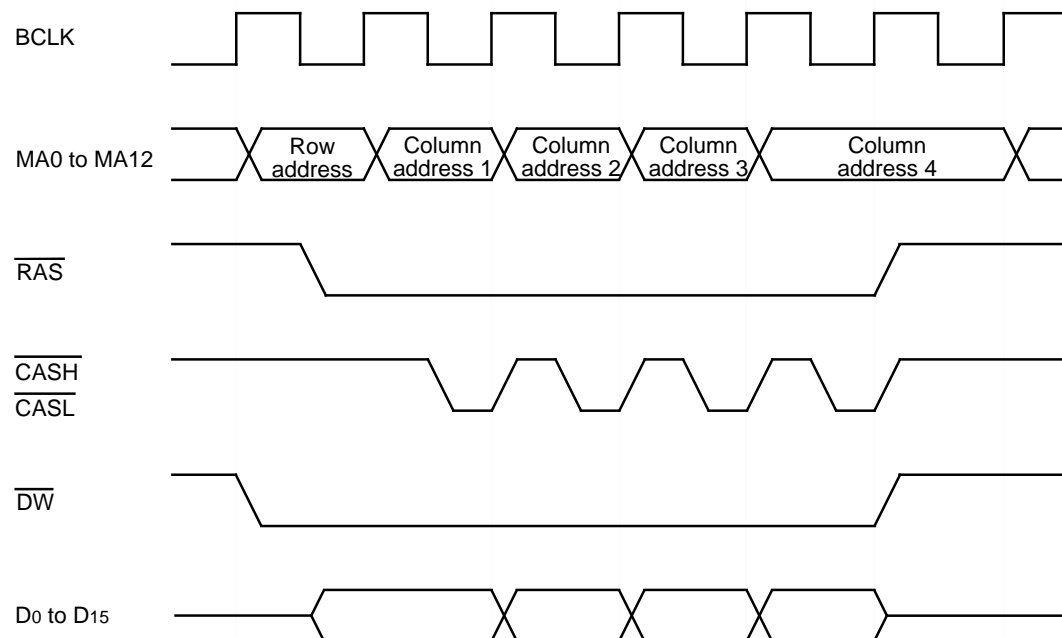 BCLK
MA0 to MA12
Row
address
Column
address 1
Column
address 2
Column
address 3
Column
address 4
RAS
CASH
CASL
DW
D0 to D15